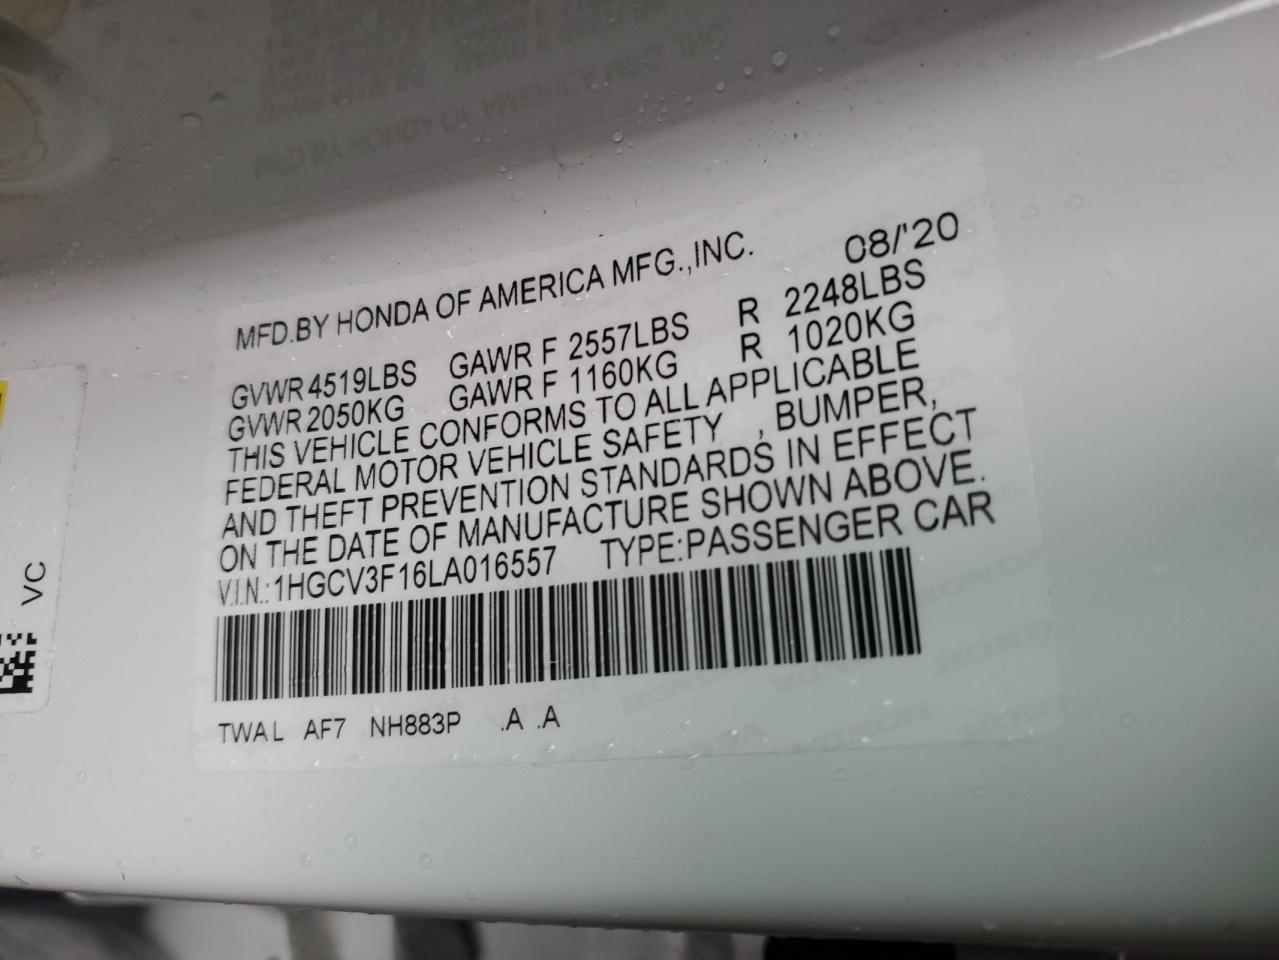 MFD.BY HONDA OF AMERICA MFG.,INC. 08/'20
GVWR 4519LBS GAWR F 2557LBS R 2248LBS
GVWR 2050KG GAWR F 1160KG R 1020KG
THIS VEHICLE CONFORMS TO ALL APPLICABLE
FEDERAL MOTOR VEHICLE SAFETY , BUMPER,
AND THEFT PREVENTION STANDARDS IN EFFECT
ON THE DATE OF MANUFACTURE SHOWN ABOVE.
V.I.N.:1HGCV3F16LA016557 TYPE:PASSENGER CAR
TWAL AF7 NH883P .A .A
VC